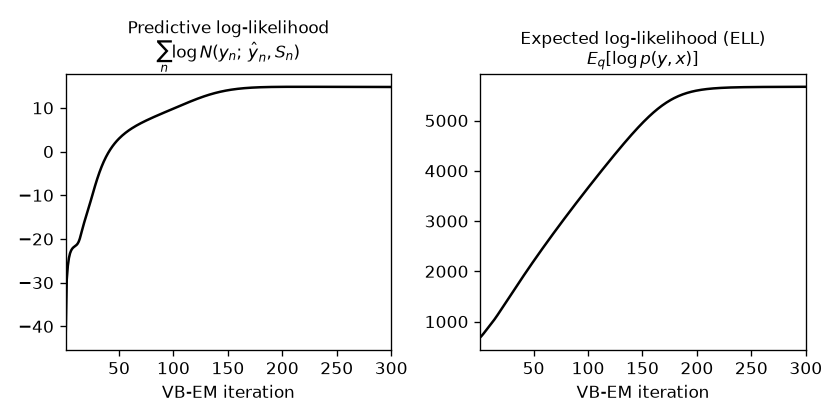 Predictive log-likelihood
∑ₙ log N(yₙ; ŷₙ, Sₙ)
10
0
−10
−20
−30
−40
50 100 150 200 250 300
VB-EM iteration
Expected log-likelihood (ELL)
E_q[log p(y, x)]
5000
4000
3000
2000
1000
50 100 150 200 250 300
VB-EM iteration